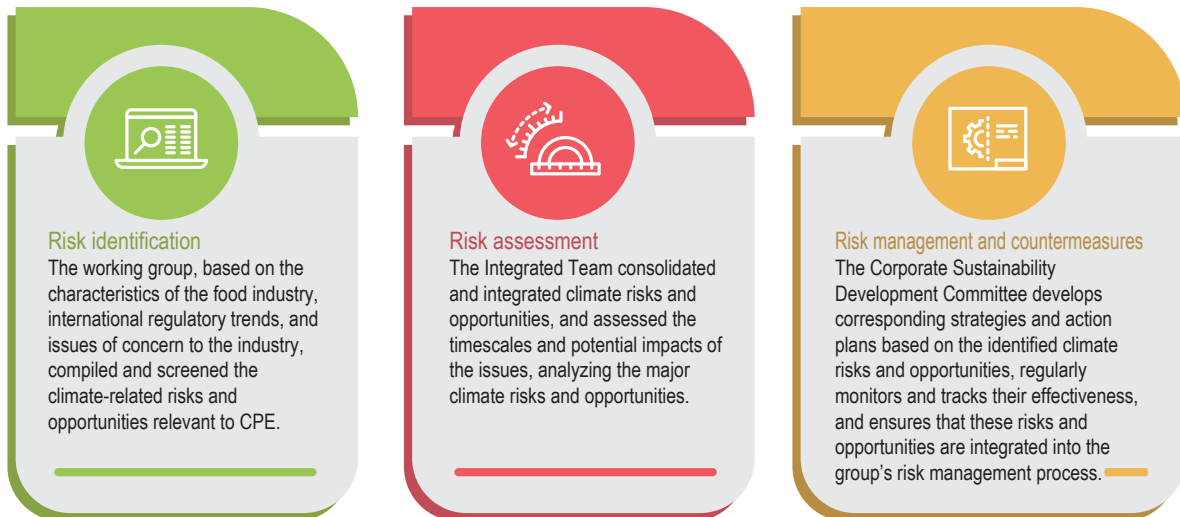 Risk identification
The working group, based on the
characteristics of the food industry,
international regulatory trends, and
issues of concern to the industry,
compiled and screened the
climate-related risks and
opportunities relevant to CPE.
Risk assessment
The Integrated Team consolidated
and integrated climate risks and
opportunities, and assessed the
timescales and potential impacts of
the issues, analyzing the major
climate risks and opportunities.
Risk management and countermeasures
The Corporate Sustainability
Development Committee develops
corresponding strategies and action
plans based on the identified climate
risks and opportunities, regularly
monitors and tracks their effectiveness,
and ensures that these risks and
opportunities are integrated into the
group’s risk management process.